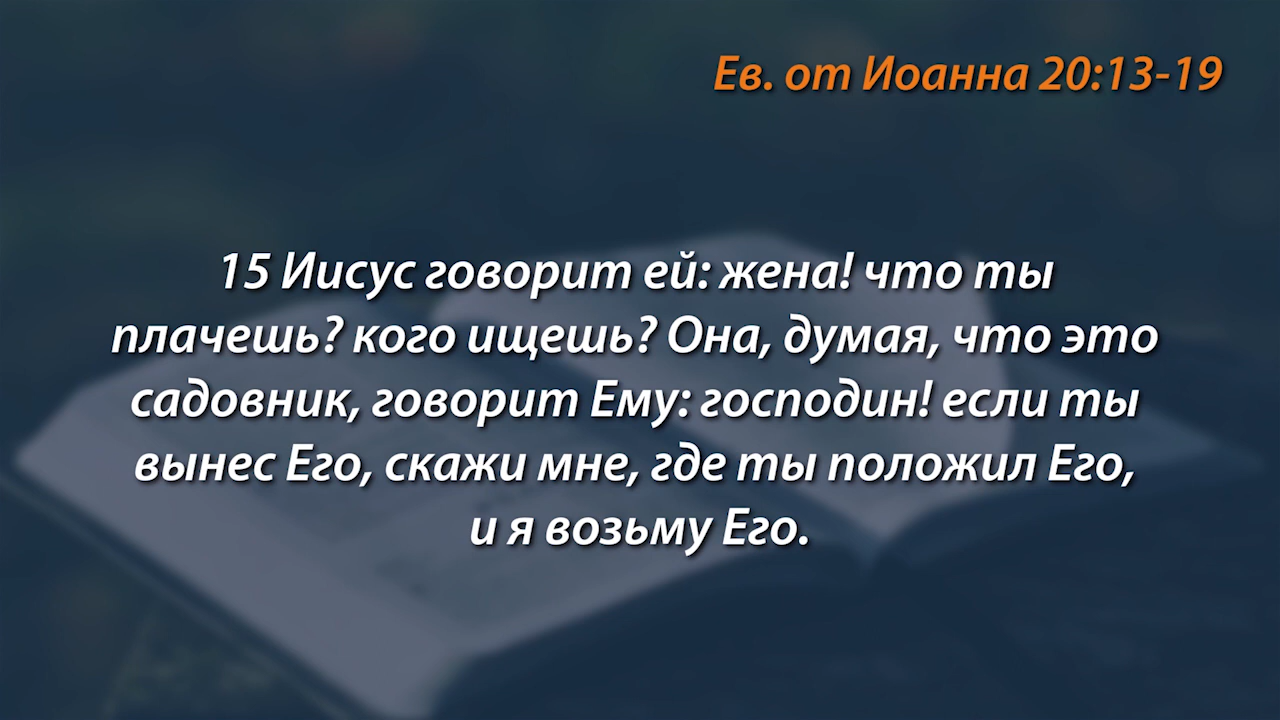 Ев. от Иоанна 20:13-19
15 Иисус говорит ей: жена! что ты
плачешь? кого ищешь? Она, думая, что это
садовник, говорит Ему: господин! если ты
вынес Его, скажи мне, где ты положил Его,
и я возьму Его.